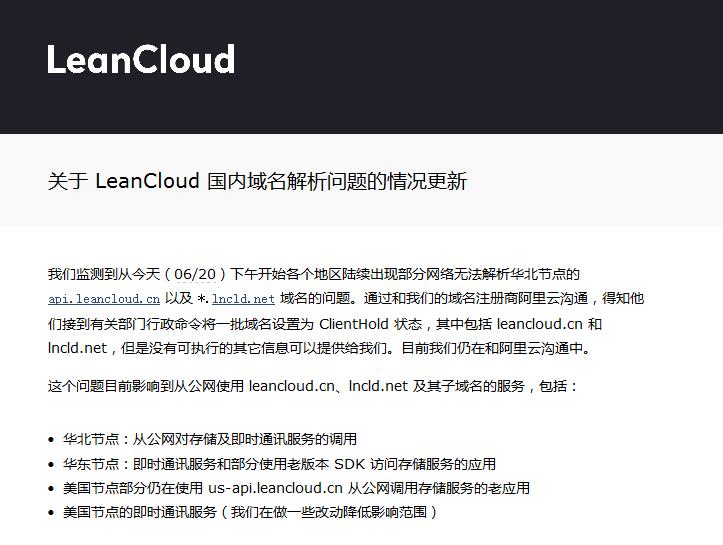 LeanCloud
关于 LeanCloud 国内域名解析问题的情况更新
我们监测到从今天（06/20）下午开始各个地区陆续出现部分网络无法解析华北节点的
api.leancloud.cn 以及 *.lncld.net 域名的问题。通过和我们的域名注册商阿里云沟通，得知他
们接到有关部门行政命令将一批域名设置为 ClientHold 状态，其中包括 leancloud.cn 和
lncld.net，但是没有可执行的其它信息可以提供给我们。目前我们仍在和阿里云沟通中。
这个问题目前影响到从公网使用 leancloud.cn、lncld.net 及其子域名的服务，包括：
• 华北节点：从公网对存储及即时通讯服务的调用
• 华东节点：即时通讯服务和部分使用老版本 SDK 访问存储服务的应用
• 美国节点部分仍在使用 us-api.leancloud.cn 从公网调用存储服务的老应用
• 美国节点的即时通讯服务（我们在做一些改动降低影响范围）